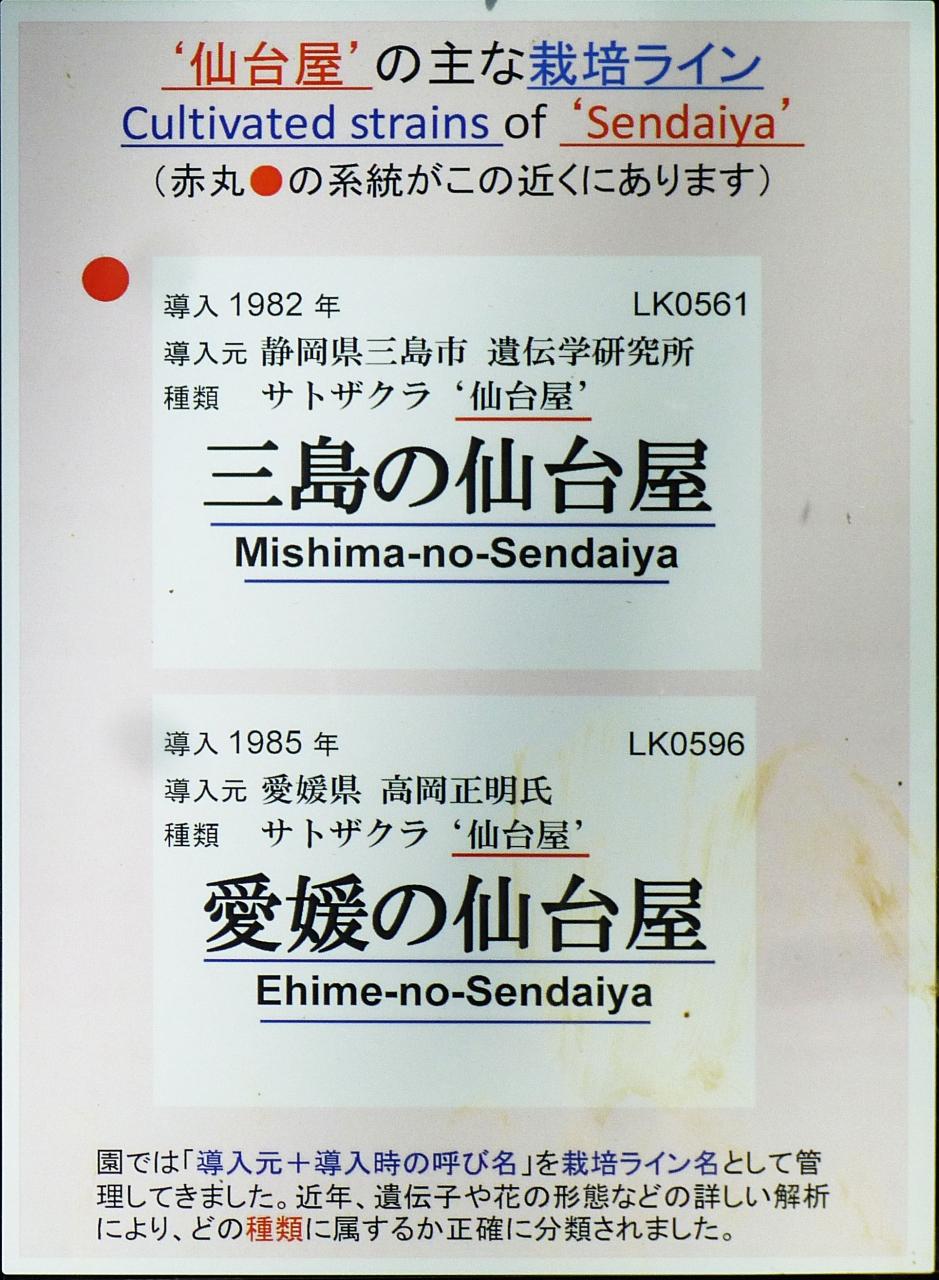 ‘仙台屋’の主な栽培ライン
Cultivated strains of ‘Sendaiya’
（赤丸●の系統がこの近くにあります）
導入 1982 年 LK0561
導入元 静岡県三島市 遺伝学研究所
種類 サトザクラ ‘仙台屋’
三島の仙台屋
Mishima-no-Sendaiya
導入 1985 年 LK0596
導入元 愛媛県 高岡正明氏
種類 サトザクラ ‘仙台屋’
愛媛の仙台屋
Ehime-no-Sendaiya
園では「導入元＋導入時の呼び名」を栽培ライン名として管
理してきました。近年、遺伝子や花の形態などの詳しい解析
により、どの種類に属するか正確に分類されました。